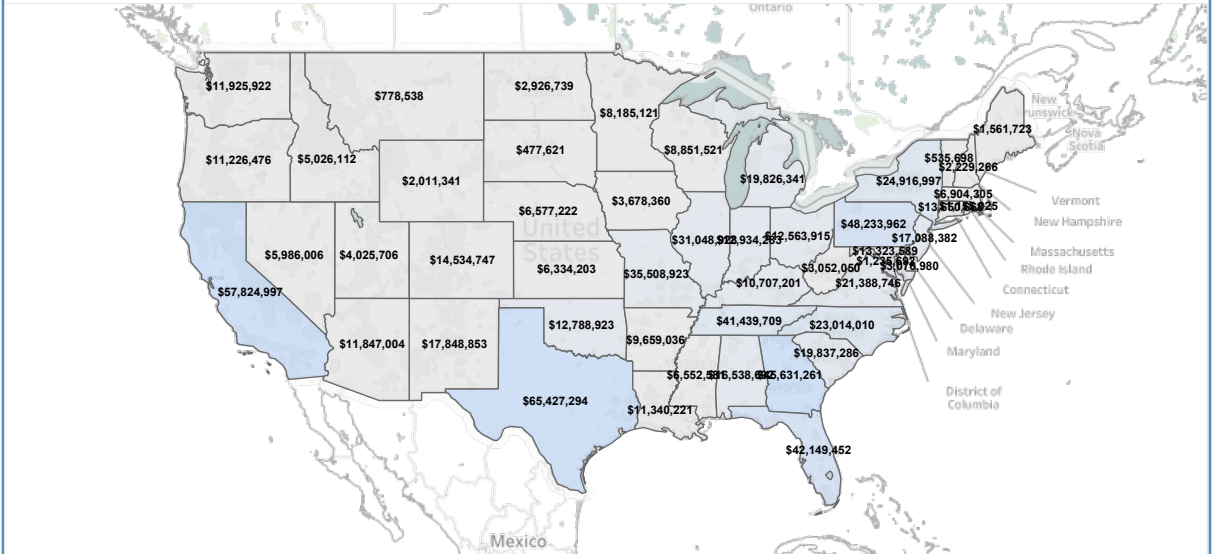 Ontario
$11,925,922
$778,538
$2,926,739
$8,185,121
New
Brunswick
$1,561,723
Nova
Scotia
$11,226,476
$5,026,112
$477,621
$8,851,521
$535,698
$2,229,266
$2,011,341
$19,826,341
$24,916,997
$3,678,360
$6,904,305
Vermont
$6,577,222
New Hampshire
United
States
$48,233,962
$17,088,382
$5,986,006
$4,025,706
$14,534,747
$12,563,915
$13,323,589
Massachusetts
$6,334,203
$35,508,923
$3,052,050
Rhode Island
$10,707,201
$21,388,746
Connecticut
$57,824,997
New Jersey
$41,439,709
$23,014,010
Delaware
$12,788,923
$11,847,004
$17,848,853
$9,659,036
$19,837,286
Maryland
$65,427,294
$11,340,221
District of
Columbia
$42,149,452
Mexico